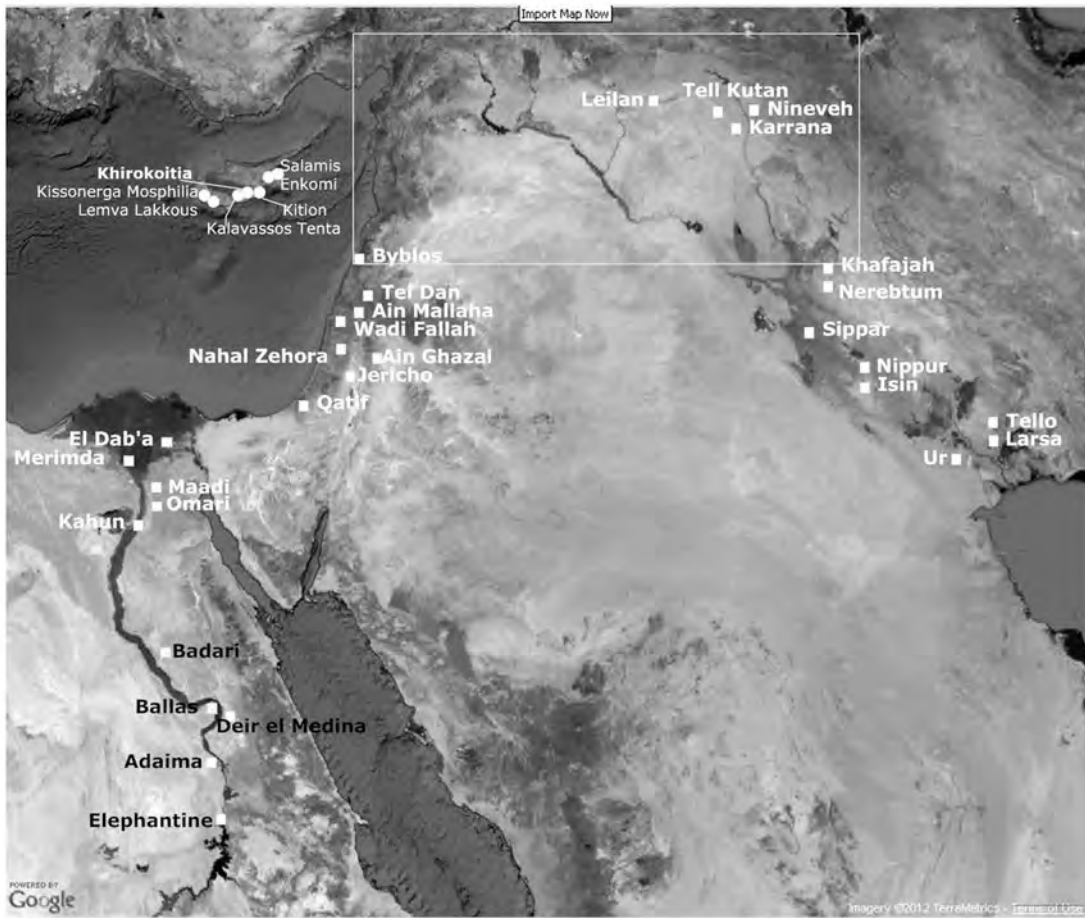 Import Map Now
Leilan
Tell Kutan
Nineveh
Karrana
Khirokoitia
Salamis
Kissonerga Mosphilia
Enkomi
Lemva Lakkous
Kition
Kalavassos Tenta
Byblos
Khafajah
Tel Dan
Nerebtum
Ain Mallaha
Wadi Fallah
Sippar
Nahal Zehora
Ain Ghazal
Nippur
Jericho
Isin
Qatif
Tello
El Dab'a
Larsa
Merimda
Ur
Maadi
Omari
Kahun
Badari
Ballas
Deir el Medina
Adaima
Elephantine
POWERED BY
Google
Imagery ©2012 TerraMetrics - Terms of Use